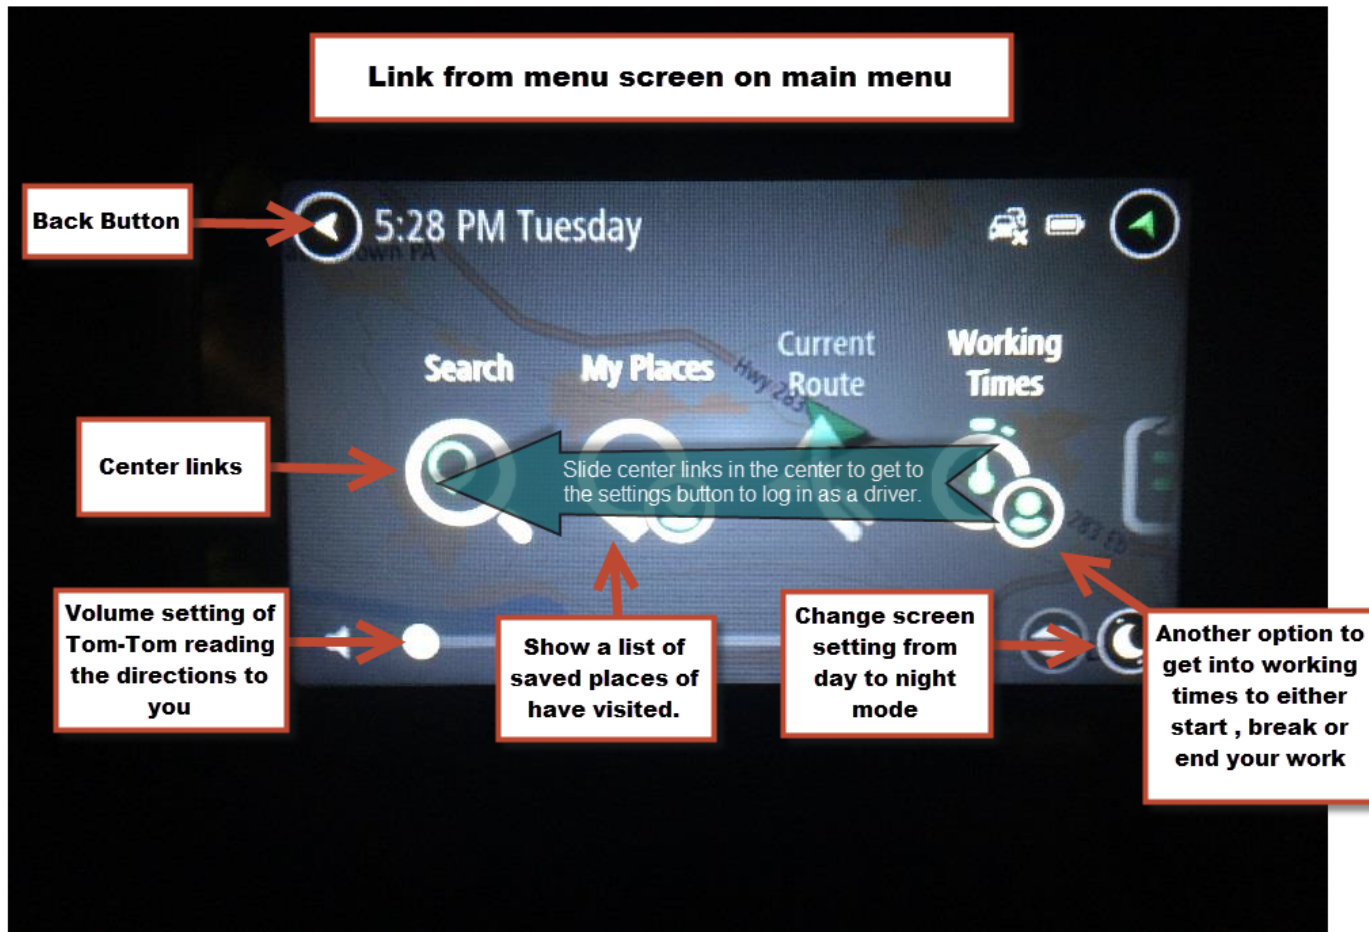 Link from menu screen on main menu
Back Button
5:28 PM Tuesday
Search
My Places
Current
Route
Working
Times
Hwy 283
Center links
Slide center links in the center to get to
the settings button to log in as a driver.
283
Volume setting of
Tom-Tom reading
the directions to
you
Show a list of
saved places of
have visited.
Change screen
setting from
day to night
mode
Another option to
get into working
times to either
start , break or
end your work